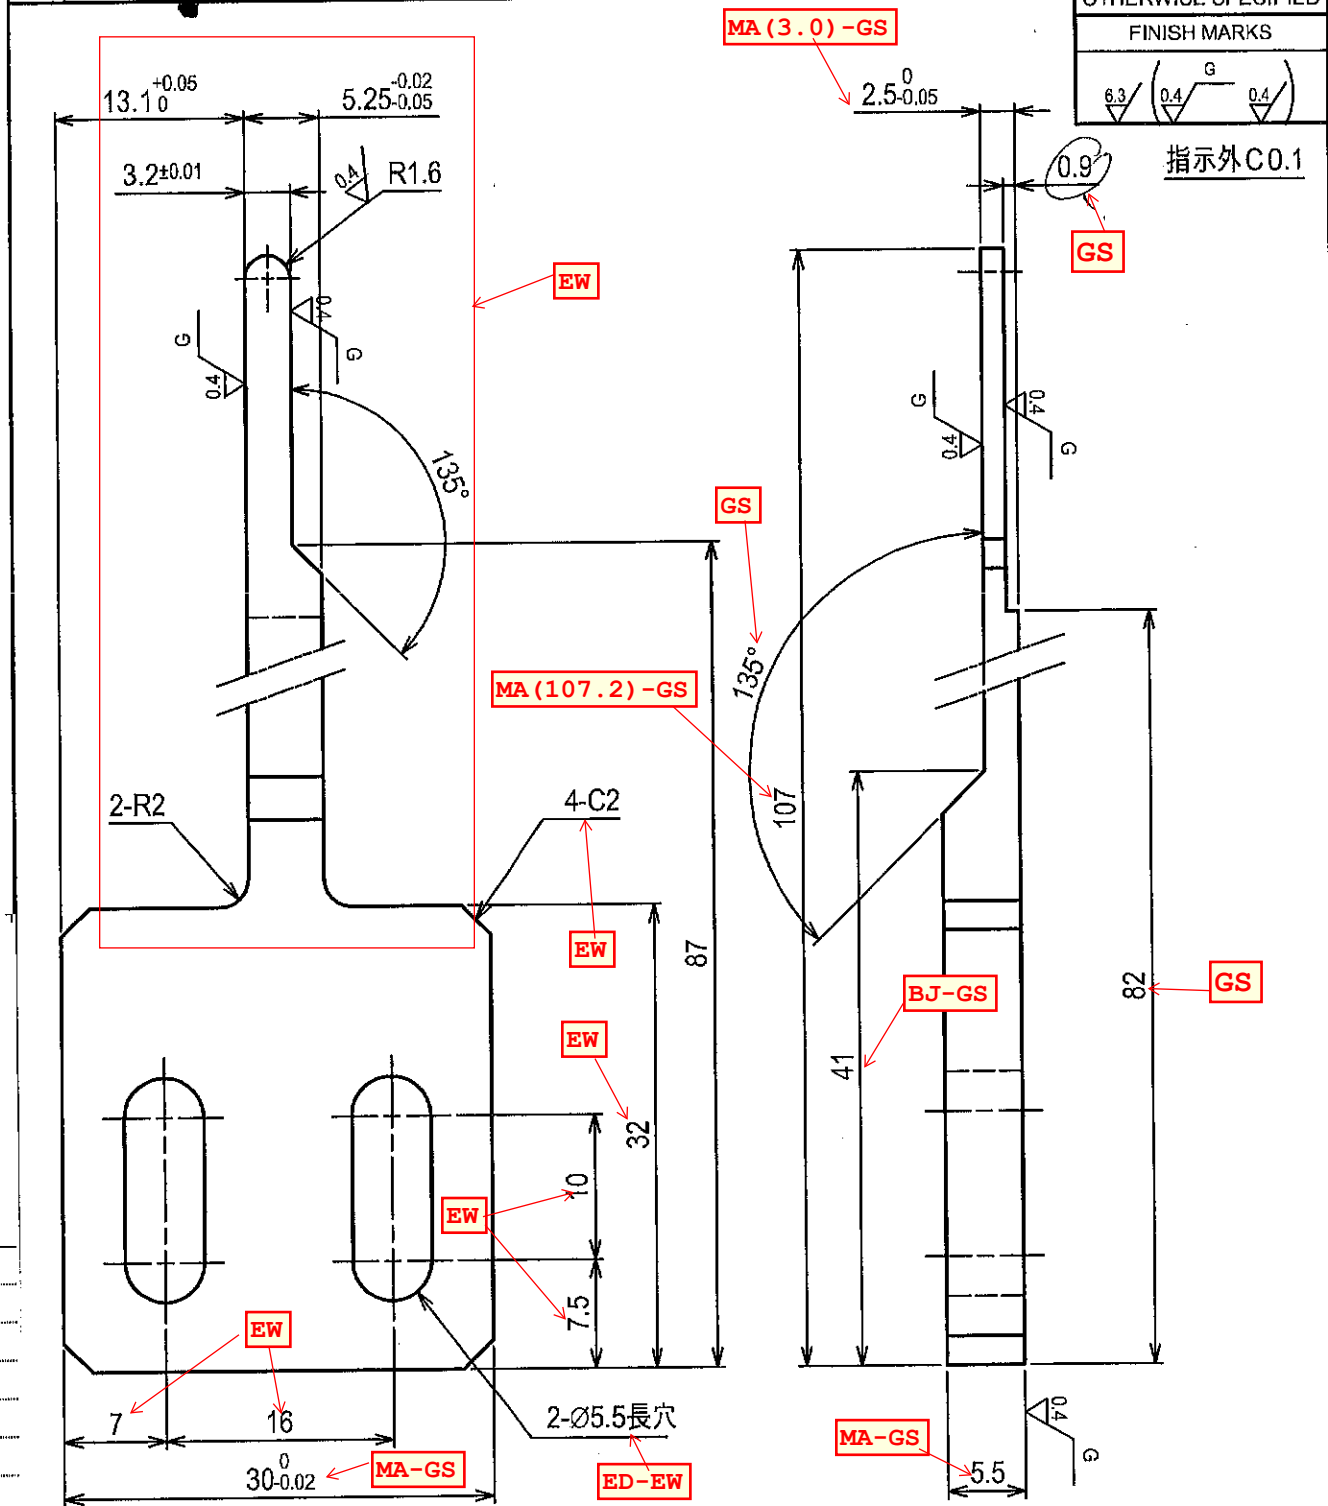 OTHERWISE SPECIFIED
FINISH MARKS
6.3 ( 0.4 G 0.4 )
指示外C0.1
MA(3.0)-GS
13.1 +0.05 0
5.25 -0.02 -0.05
2.5 0 -0.05
3.2±0.01
0.4
R1.6
0.9
GS
EW
G
0.4
0.4
G
135°
G
0.4
0.4
G
GS
135°
MA(107.2)-GS
107
2-R2
4-C2
EW
87
BJ-GS
82
GS
EW
41
32
10
EW
7.5
EW
7
16
2-Ø5.5長穴
30 0 -0.02
MA-GS
ED-EW
MA-GS
5.5
0.4
G